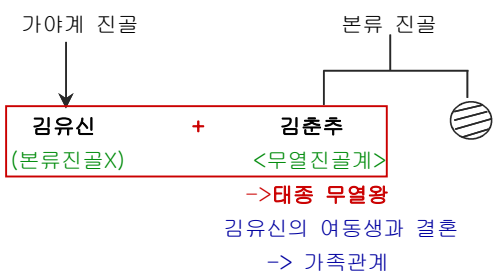 가야계 진골 본류 진골
김유신 + 김춘추
(본류진골X) <무열진골계>
->태종 무열왕
김유신의 여동생과 결혼
-> 가족관계